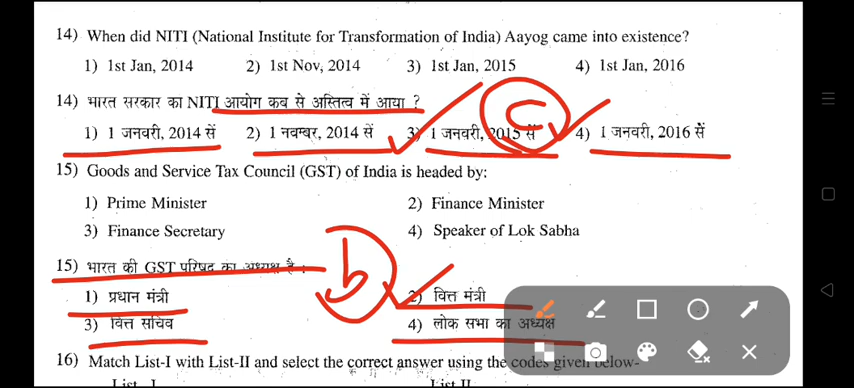 14) When did NITI (National Institute for Transformation of India) Aayog came into existence?
1) 1st Jan, 2014 2) 1st Nov, 2014 3) 1st Jan, 2015 4) 1st Jan, 2016
14) भारत सरकार का NITI आयोग कब से अस्तित्व में आया ?
1) 1 जनवरी, 2014 सें 2) 1 नवम्बर, 2014 सें 3) 1 जनवरी, 2015 सें 4) 1 जनवरी, 2016 सें
C
15) Goods and Service Tax Council (GST) of India is headed by:
1) Prime Minister 2) Finance Minister
3) Finance Secretary 4) Speaker of Lok Sabha
15) भारत की GST परिषद का अध्यक्ष है :
b
1) प्रधान मंत्री 2) वित्त मंत्री
3) वित्त सचिव 4) लोक सभा का अध्यक्ष
16) Match List-I with List-II and select the correct answer using the codes given below-
List - I List II